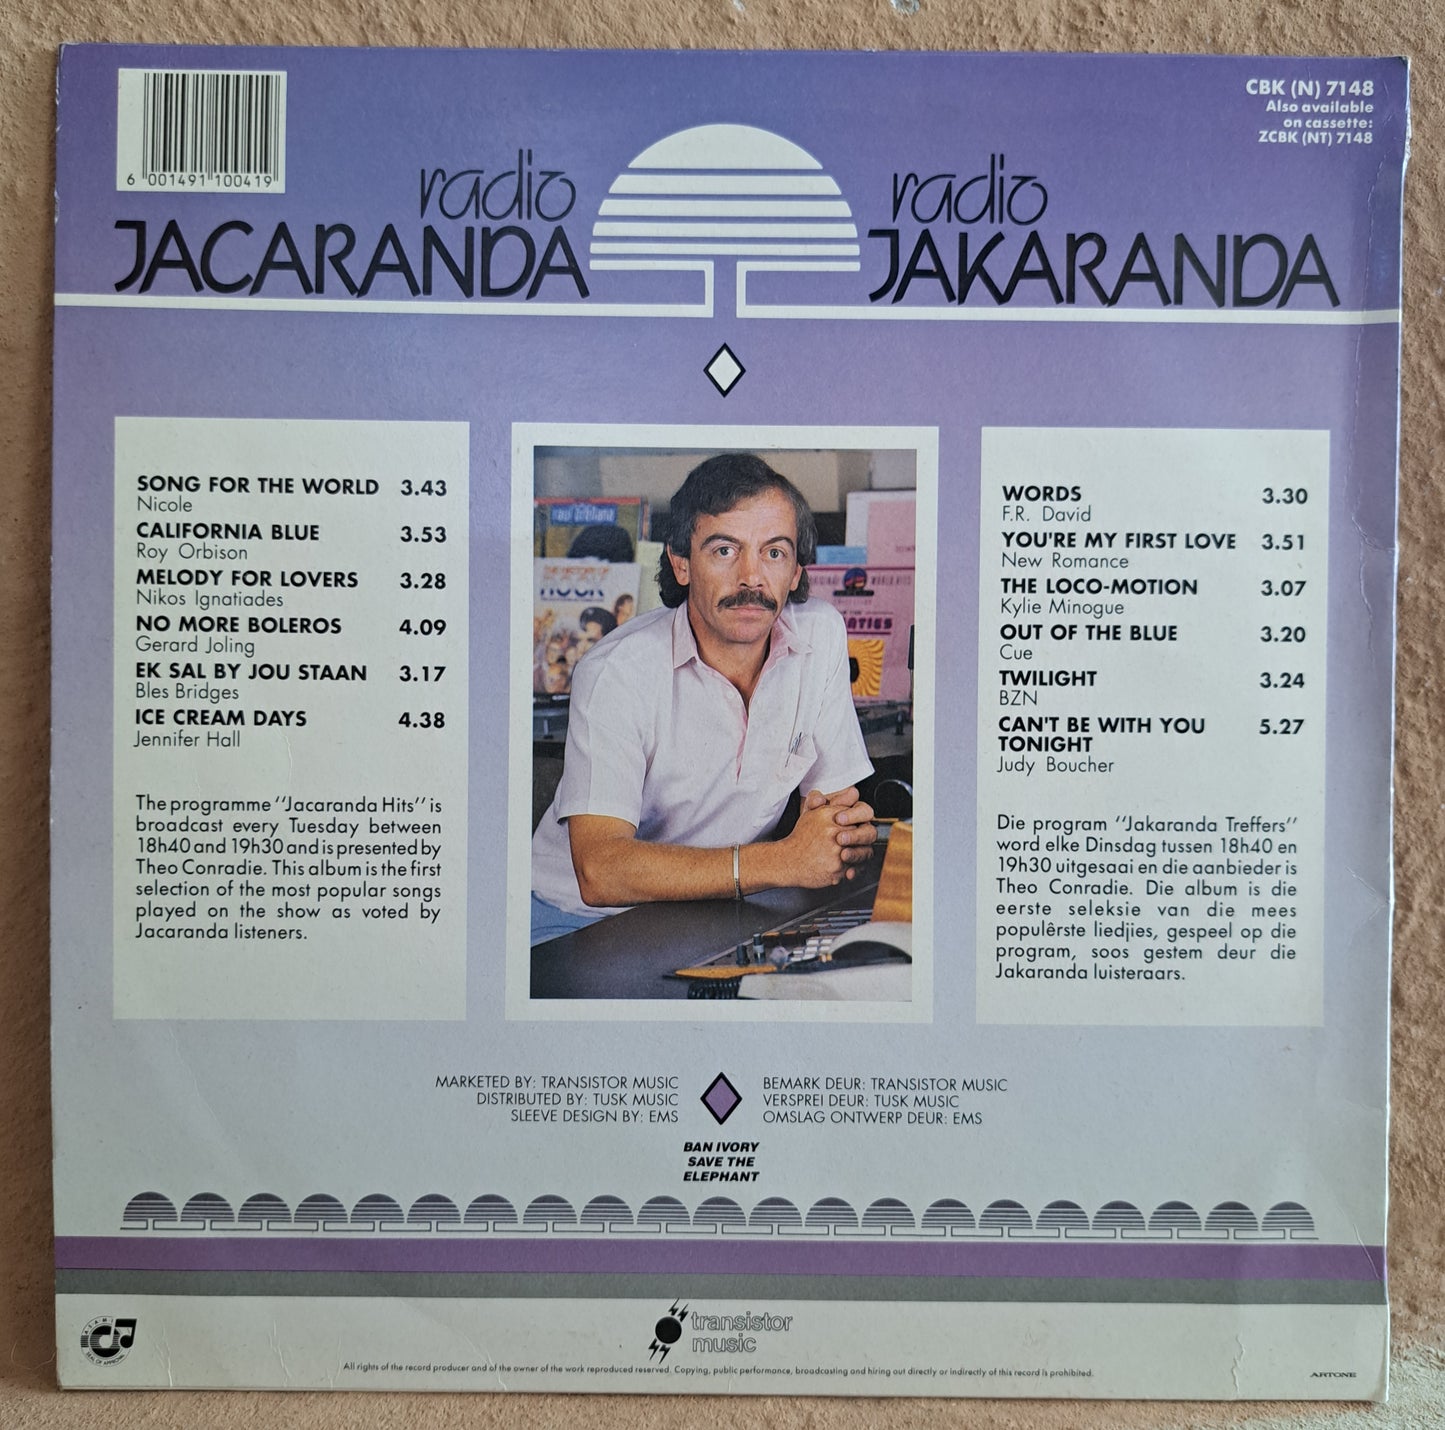 6 001491 100419
CBK (N) 7148
Also available
on cassette:
ZCBK (NT) 7148
radio
JACARANDA
radio
JAKARANDA
SONG FOR THE WORLD 3.43
Nicole
CALIFORNIA BLUE 3.53
Roy Orbison
MELODY FOR LOVERS 3.28
Nikos Ignatiades
NO MORE BOLEROS 4.09
Gerard Joling
EK SAL BY JOU STAAN 3.17
Bles Bridges
ICE CREAM DAYS 4.38
Jennifer Hall
The programme ''Jacaranda Hits'' is
broadcast every Tuesday between
18h40 and 19h30 and is presented by
Theo Conradie. This album is the first
selection of the most popular songs
played on the show as voted by
Jacaranda listeners.
WORDS 3.30
F.R. David
YOU'RE MY FIRST LOVE 3.51
New Romance
THE LOCO-MOTION 3.07
Kylie Minogue
OUT OF THE BLUE 3.20
Cue
TWILIGHT 3.24
BZN
CAN'T BE WITH YOU 5.27
TONIGHT
Judy Boucher
Die program ''Jakaranda Treffers''
word elke Dinsdag tussen 18h40 en
19h30 uitgesaai en die aanbieder is
Theo Conradie. Die album is die
eerste seleksie van die mees
populêrste liedjies, gespeel op die
program, soos gestem deur die
Jakaranda luisteraars.
MARKETED BY: TRANSISTOR MUSIC
DISTRIBUTED BY: TUSK MUSIC
SLEEVE DESIGN BY: EMS
BEMARK DEUR: TRANSISTOR MUSIC
VERSPREI DEUR: TUSK MUSIC
OMSLAG ONTWERP DEUR: EMS
BAN IVORY
SAVE THE
ELEPHANT
SEAL OF APPROVAL
transistor
music
All rights of the record producer and of the owner of the work reproduced reserved. Copying, public performance, broadcasting and hiring out directly or indirectly of this record is prohibited.
ARTONE